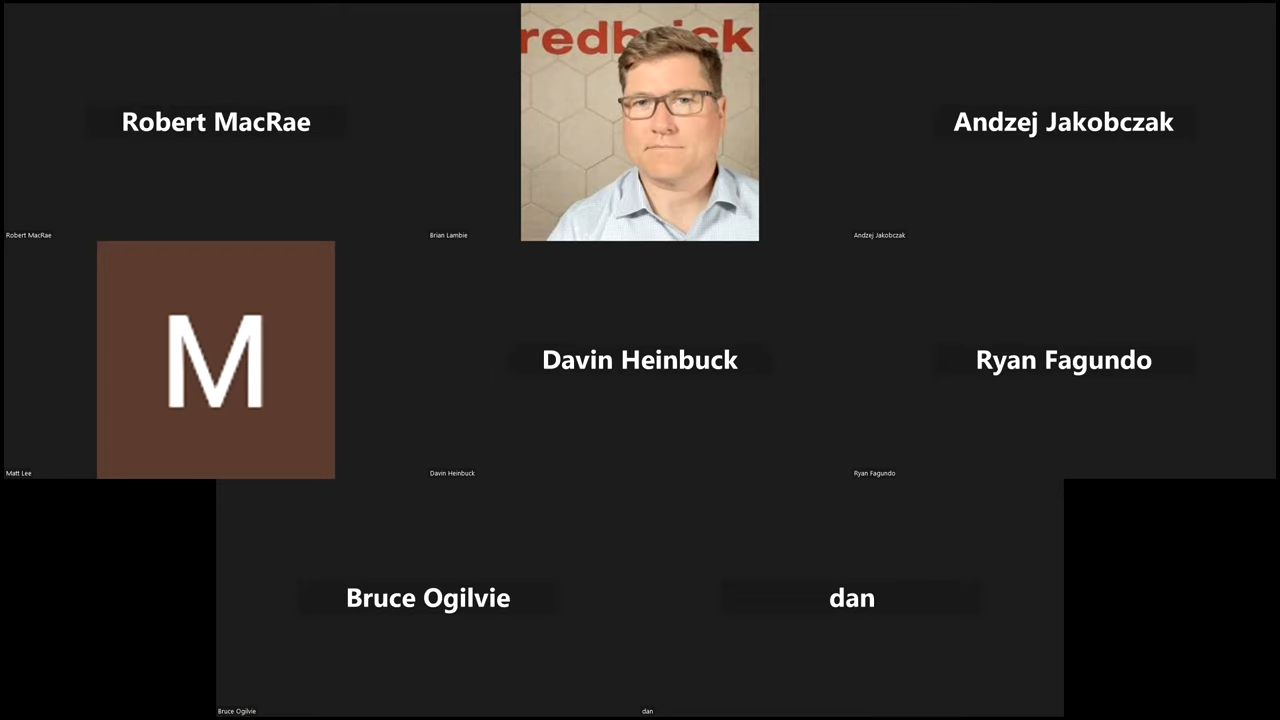 redbrick
Robert MacRae
Andzej Jakobczak
Robert MacRae
Brian Lambie
Andzej Jakobczak
M
Davin Heinbuck
Ryan Fagundo
Matt Lee
Davin Heinbuck
Ryan Fagundo
Bruce Ogilvie
dan
Bruce Ogilvie
dan